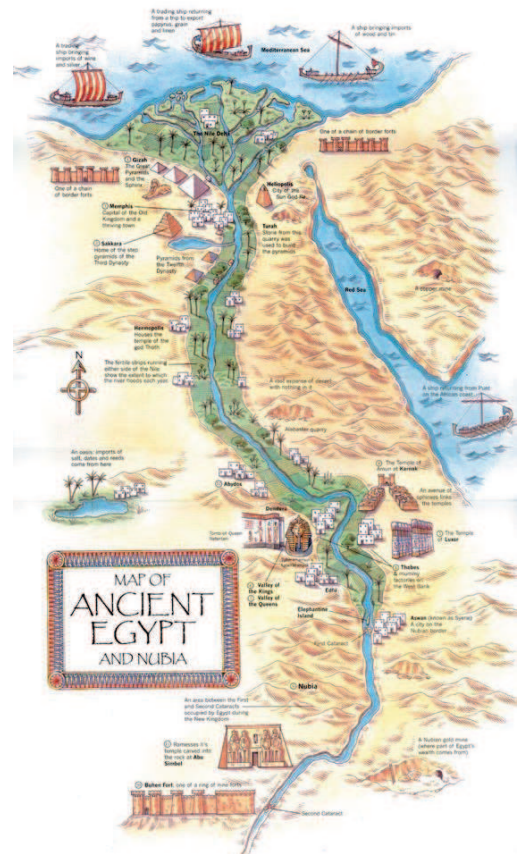 A trading ship returning
from a trip to export
papyrus, grain
and linen
A ship bringing imports
of wood and tin
Mediterranean Sea
A trading
ship bringing
imports of wine
and silver
The Nile Delta
One of a chain of border forts
Gizah
The Great
Pyramids
and the
Sphinx
One of a chain
of border forts
Heliopolis
City of the
Sun God Re
Memphis
Capital of the Old
Kingdom and a
thriving town
Sakkara
Home of the step
pyramids of the
Third Dynasty
Turah
Stone from this
quarry was
used to build
the pyramids
Pyramids from
the Twelfth
Dynasty
Red Sea
A copper mine
Hermopolis
Houses the
temple of the
god Thoth
N
The fertile strips running
either side of the Nile
show the extent to which
the river floods each year
A vast expanse of desert
with nothing in it
A ship returning from Punt
on the African coast
Alabaster quarry
An oasis: imports of
salt, dates and reeds
come from here
The Temple of
Amun at Karnak
Abydos
An avenue of
sphinxes links
the temples
Dendera
The Temple
of Luxor
Valley of
the Kings
Valley of
the Queens
Thebes
Edfu
Elephantine
Island
Aswan (known as Syene)
A city on the
Nubian border
First Cataract
MAP OF
ANCIENT
EGYPT
AND NUBIA
Nubia
An area between the First
and Second Cataracts
occupied by Egypt during
the New Kingdom
Ramesses II's
temple carved into
the rock at Abu
Simbel
A Nubian gold mine
(where part of Egypt's
wealth comes from)
Buhen Fort, one of a ring of nine forts
Second Cataract